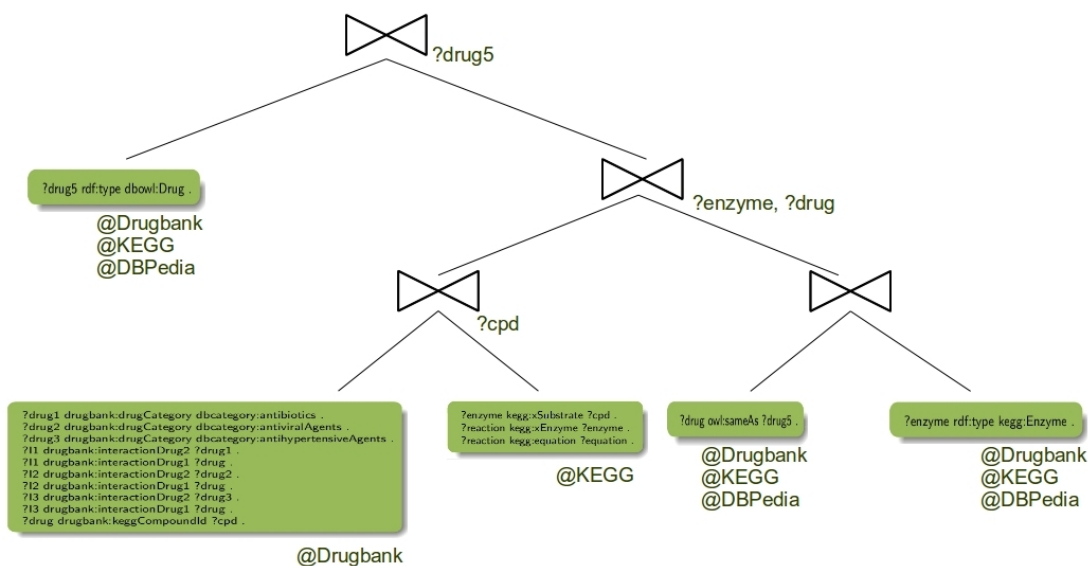 ?drug5
?drug5 rdf:type dbowl:Drug .
@Drugbank
@KEGG
@DBPedia
?enzyme, ?drug
?cpd
?drug1 drugbank:drugCategory dbcategory:antibiotics .
?drug2 drugbank:drugCategory dbcategory:antiviralAgents .
?drug3 drugbank:drugCategory dbcategory:antihypertensiveAgents .
?I1 drugbank:interactionDrug2 ?drug1 .
?I1 drugbank:interactionDrug1 ?drug .
?I2 drugbank:interactionDrug2 ?drug2 .
?I2 drugbank:interactionDrug1 ?drug .
?I3 drugbank:interactionDrug2 ?drug3 .
?I3 drugbank:interactionDrug1 ?drug .
?drug drugbank:keggCompoundId ?cpd .
@Drugbank
?enzyme kegg:xSubstrate ?cpd .
?reaction kegg:xEnzyme ?enzyme .
?reaction kegg:equation ?equation .
@KEGG
?drug owl:sameAs ?drug5 .
@Drugbank
@KEGG
@DBPedia
?enzyme rdf:type kegg:Enzyme .
@Drugbank
@KEGG
@DBPedia